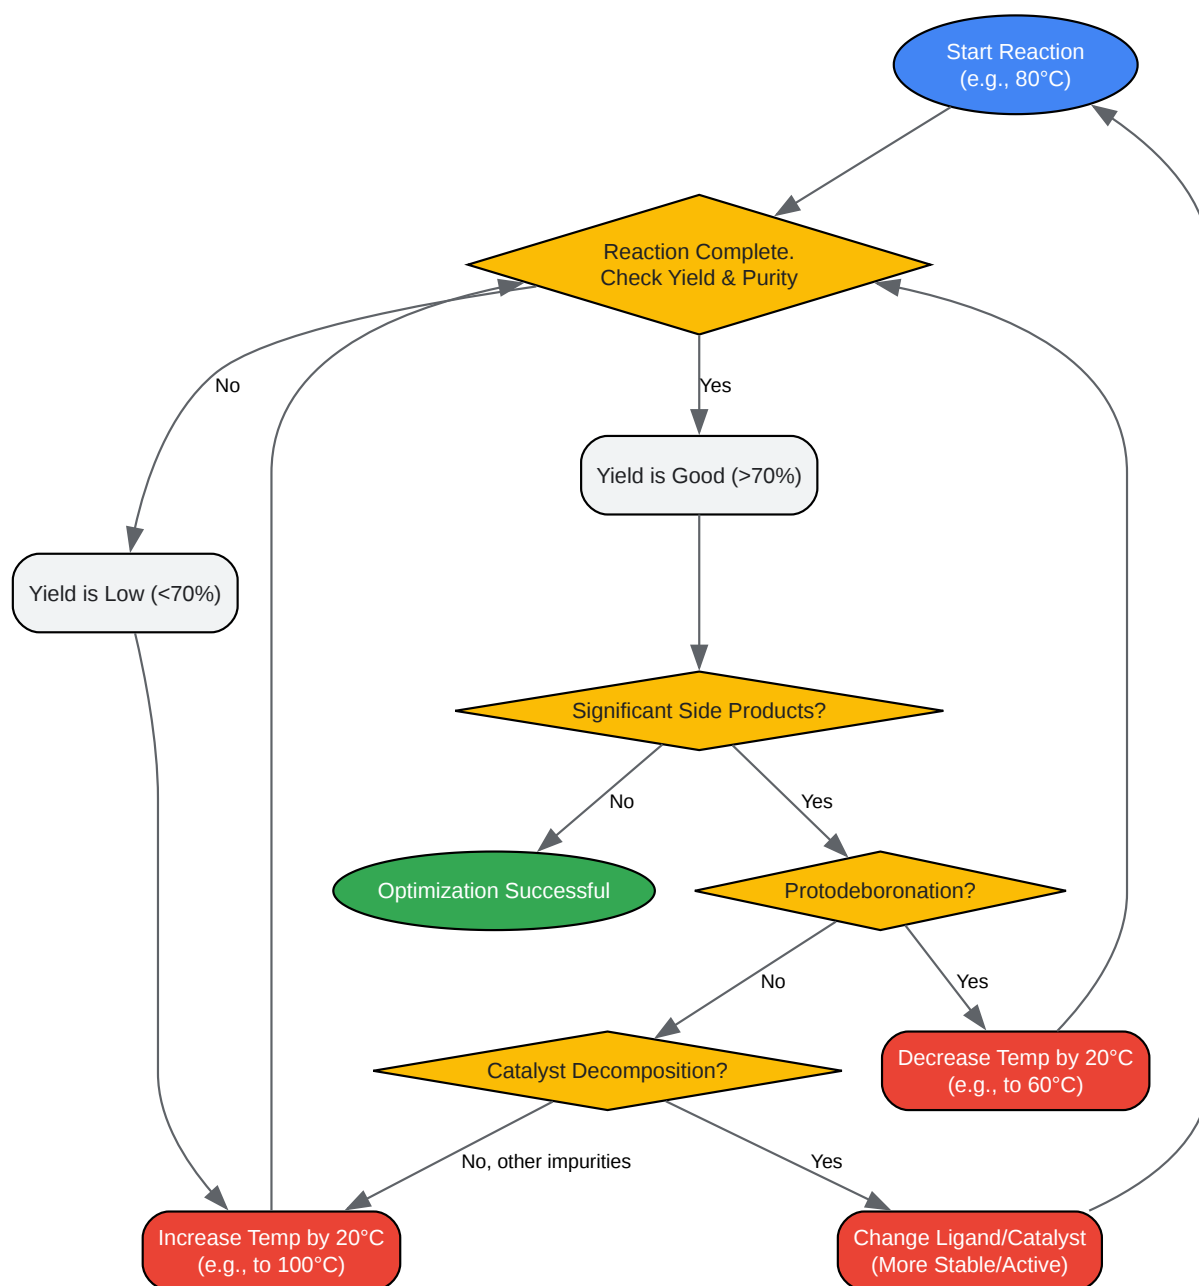 Start Reaction
(e.g., 80°C)
Reaction Complete.
Check Yield & Purity
No
Yes
Yield is Good (>70%)
Yield is Low (<70%)
Significant Side Products?
No
Yes
Optimization Successful
Protodeboronation?
No
Yes
Catalyst Decomposition?
Decrease Temp by 20°C
(e.g., to 60°C)
No, other impurities
Yes
Increase Temp by 20°C
(e.g., to 100°C)
Change Ligand/Catalyst
(More Stable/Active)